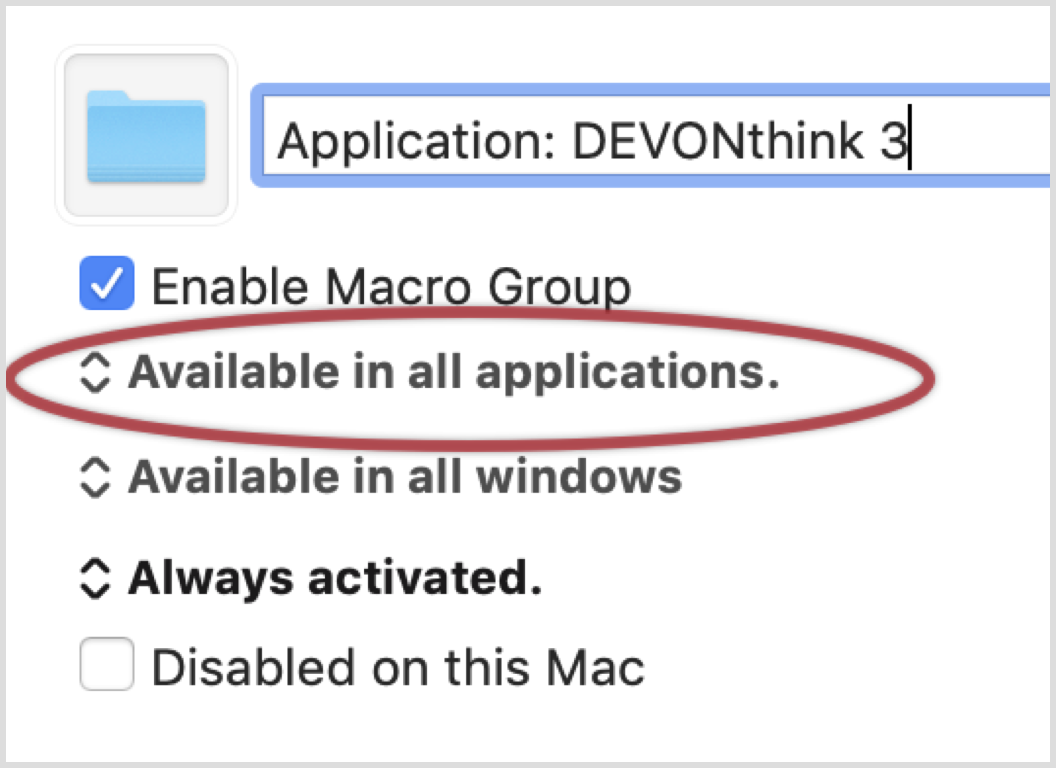 Application: DEVONthink 3
Enable Macro Group
Available in all applications.
Available in all windows
Always activated.
Disabled on this Mac